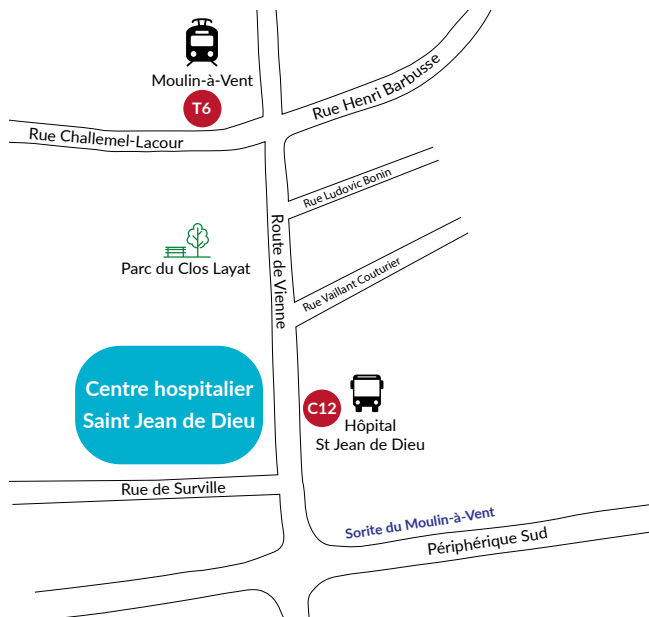 Moulin-à-Vent
T6
Rue Henri Barbusse
Rue Challemel-Lacour
Rue Ludovic Bonin
Route de Vienne
Parc du Clos Layat
Rue Vaillant Couturier
Centre hospitalier
Saint Jean de Dieu
C12
Hôpital
St Jean de Dieu
Rue de Surville
Sorite du Moulin-à-Vent
Périphérique Sud